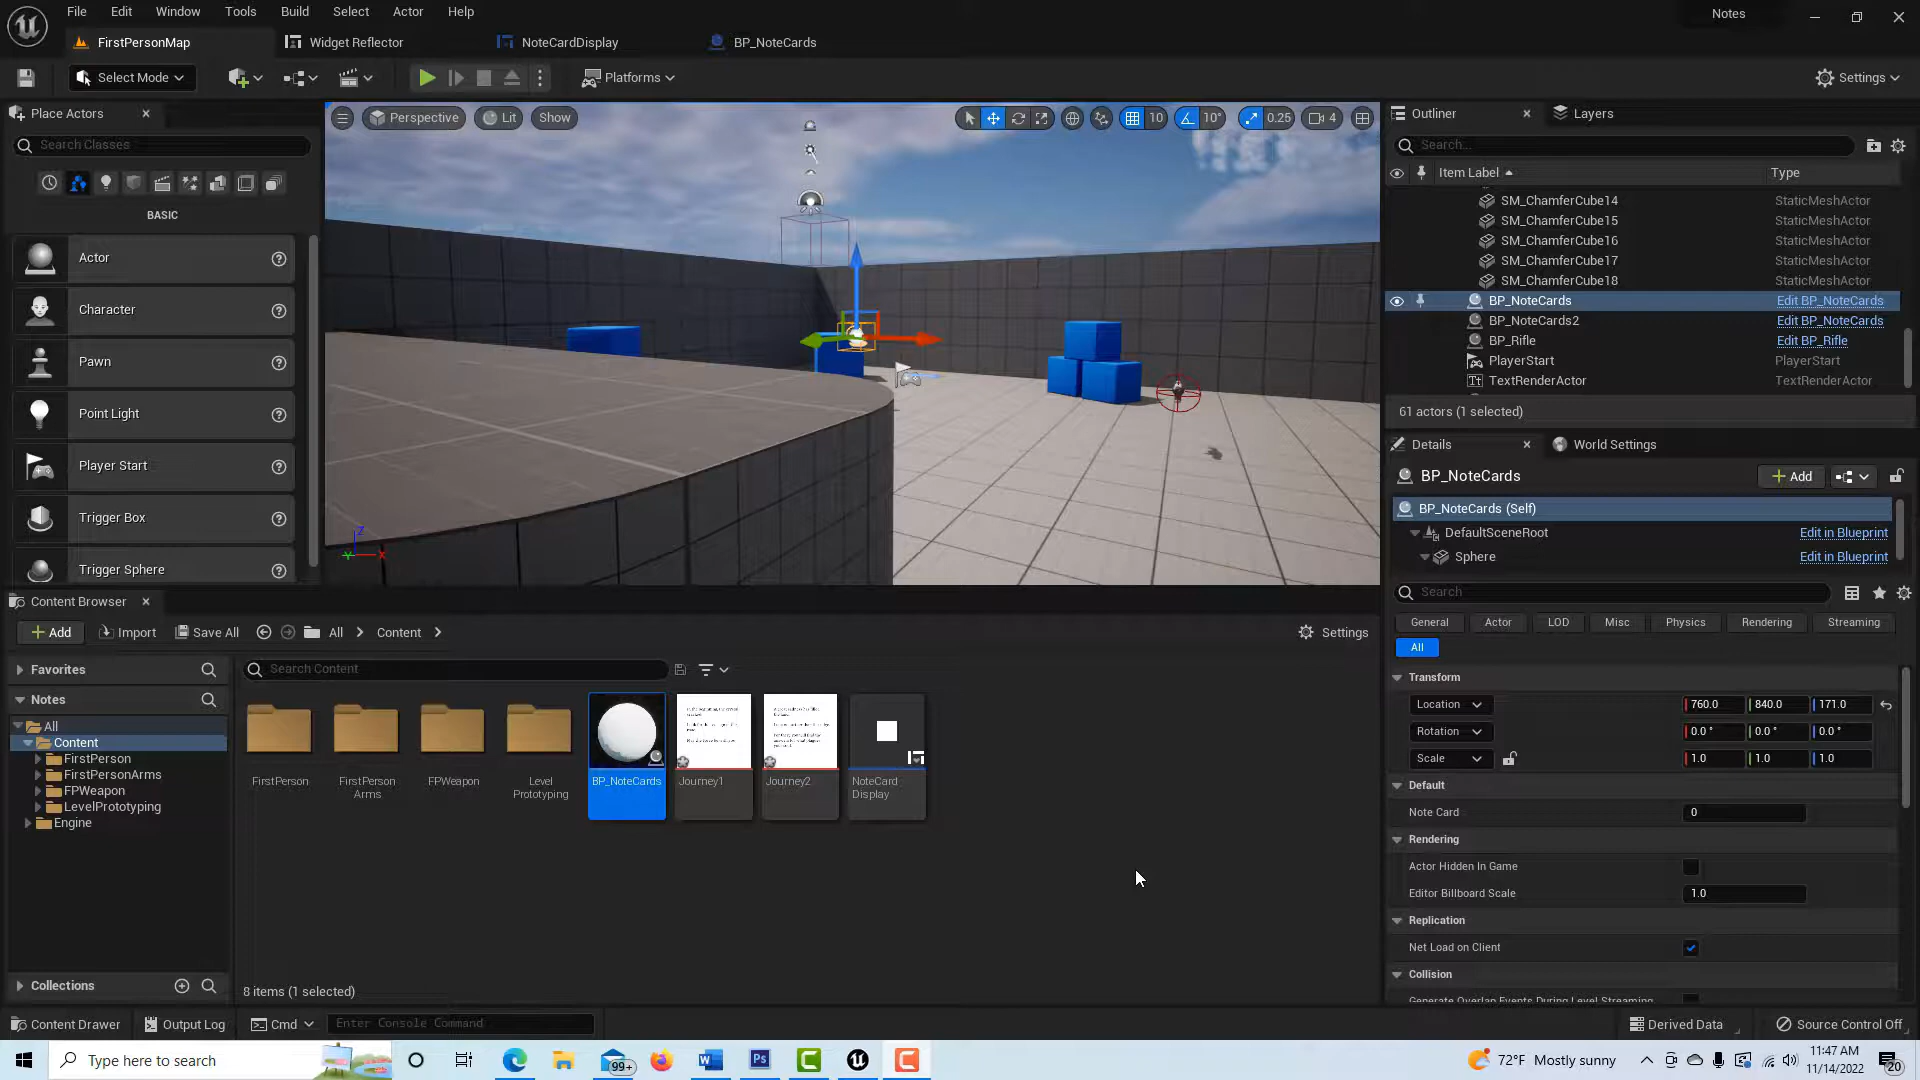 File Edit Window Tools Build Select Actor Help Notes
FirstPersonMap Widget Reflector NoteCardDisplay BP_NoteCards
Select Mode Platforms Settings
Place Actors
Search Classes
BASIC
Actor
Character
Pawn
Point Light
Player Start
Trigger Box
Trigger Sphere
Perspective Lit Show 10 10° 0.25 4
Z
Y X
Outliner Layers
Search...
Item Label Type
SM_ChamferCube14 StaticMeshActor
SM_ChamferCube15 StaticMeshActor
SM_ChamferCube16 StaticMeshActor
SM_ChamferCube17 StaticMeshActor
SM_ChamferCube18 StaticMeshActor
BP_NoteCards Edit BP_NoteCards
BP_NoteCards2 Edit BP_NoteCards
BP_Rifle Edit BP_Rifle
PlayerStart PlayerStart
TextRenderActor TextRenderActor
61 actors (1 selected)
Details World Settings
BP_NoteCards Add
BP_NoteCards (Self)
DefaultSceneRoot Edit in Blueprint
Sphere Edit in Blueprint
Search
General Actor LOD Misc Physics Rendering Streaming
All
Transform
Location 760.0 840.0 171.0
Rotation 0.0° 0.0° 0.0°
Scale 1.0 1.0 1.0
Default
Note Card 0
Rendering
Actor Hidden In Game
Editor Billboard Scale 1.0
Replication
Net Load on Client
Collision
Generate Overlap Events During Level Streaming
Content Browser
Add Import Save All All Content Settings
Favorites
Notes
All
Content
FirstPerson
FirstPersonArms
FPWeapon
LevelPrototyping
Engine
Collections
Search Content
FirstPerson
FirstPerson
Arms
FPWeapon
Level
Prototyping
BP_NoteCards
Journey1
Journey2
NoteCard
Display
8 items (1 selected)
Content Drawer Output Log Cmd Enter Console Command Derived Data Source Control Off
Type here to search 99+ 72°F Mostly sunny 11:47 AM
11/14/2022 20